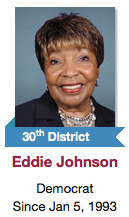 30th District
Eddie Johnson
Democrat
Since Jan 5, 1993